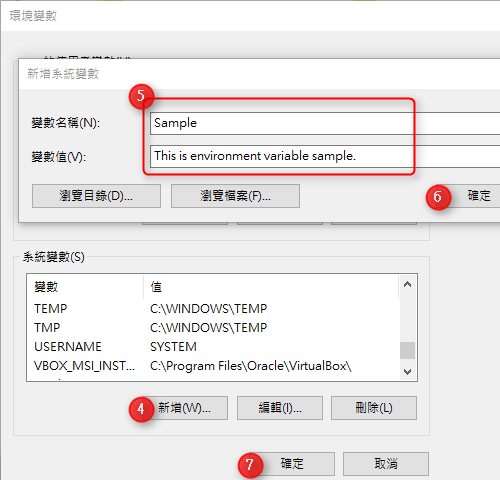 環境變數
新增系統變數
5
變數名稱(N):
Sample
變數值(V):
This is environment variable sample.
瀏覽目錄(D)...
瀏覽檔案(F)...
6
確定
系統變數(S)
變數
值
TEMP
C:\WINDOWS\TEMP
TMP
C:\WINDOWS\TEMP
USERNAME
SYSTEM
VBOX_MSI_INST...
C:\Program Files\Oracle\VirtualBox\
4
新增(W)...
編輯(I)...
刪除(L)
7
確定
取消